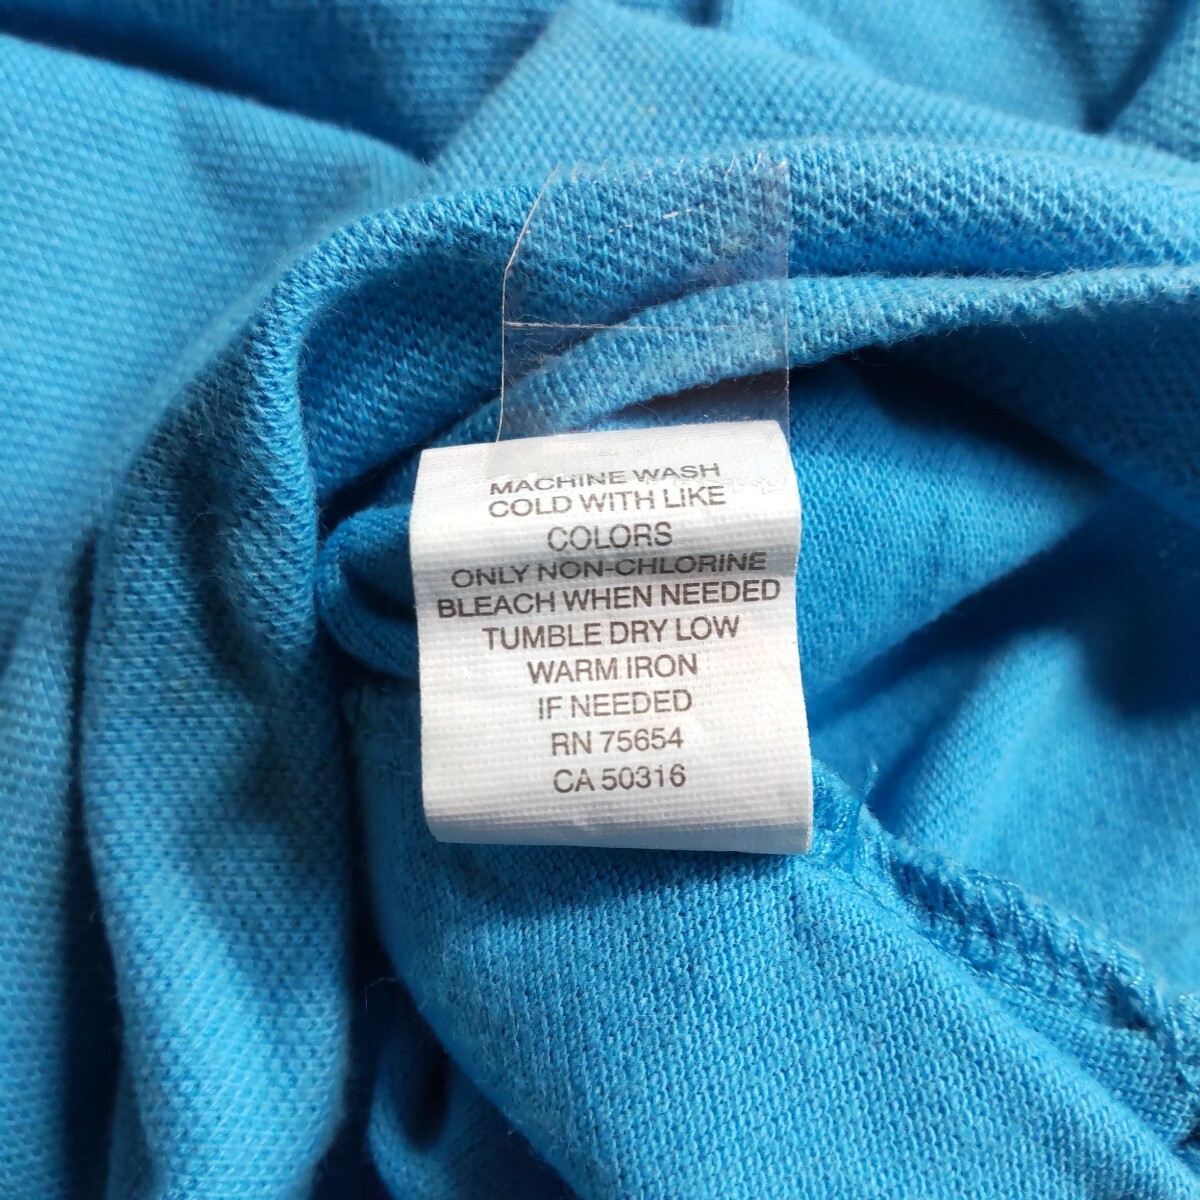 MACHINE WASH
COLD WITH LIKE
COLORS
ONLY NON-CHLORINE
BLEACH WHEN NEEDED
TUMBLE DRY LOW
WARM IRON
IF NEEDED
RN 75654
CA 50316